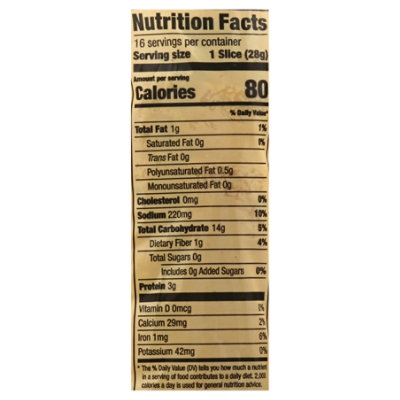 Nutrition Facts
16 servings per container
Serving size 1 Slice (28g)
Amount per serving
Calories 80
% Daily Value*
Total Fat 1g 1%
Saturated Fat 0g 0%
Trans Fat 0g
Polyunsaturated Fat 0.5g
Monounsaturated Fat 0g
Cholesterol 0mg 0%
Sodium 220mg 10%
Total Carbohydrate 14g 5%
Dietary Fiber 1g 4%
Total Sugars 0g
Includes 0g Added Sugars 0%
Protein 3g
Vitamin D 0mcg 0%
Calcium 29mg 2%
Iron 1mg 6%
Potassium 42mg 0%
* The % Daily Value (DV) tells you how much a nutrient
in a serving of food contributes to a daily diet. 2,000
calories a day is used for general nutrition advice.